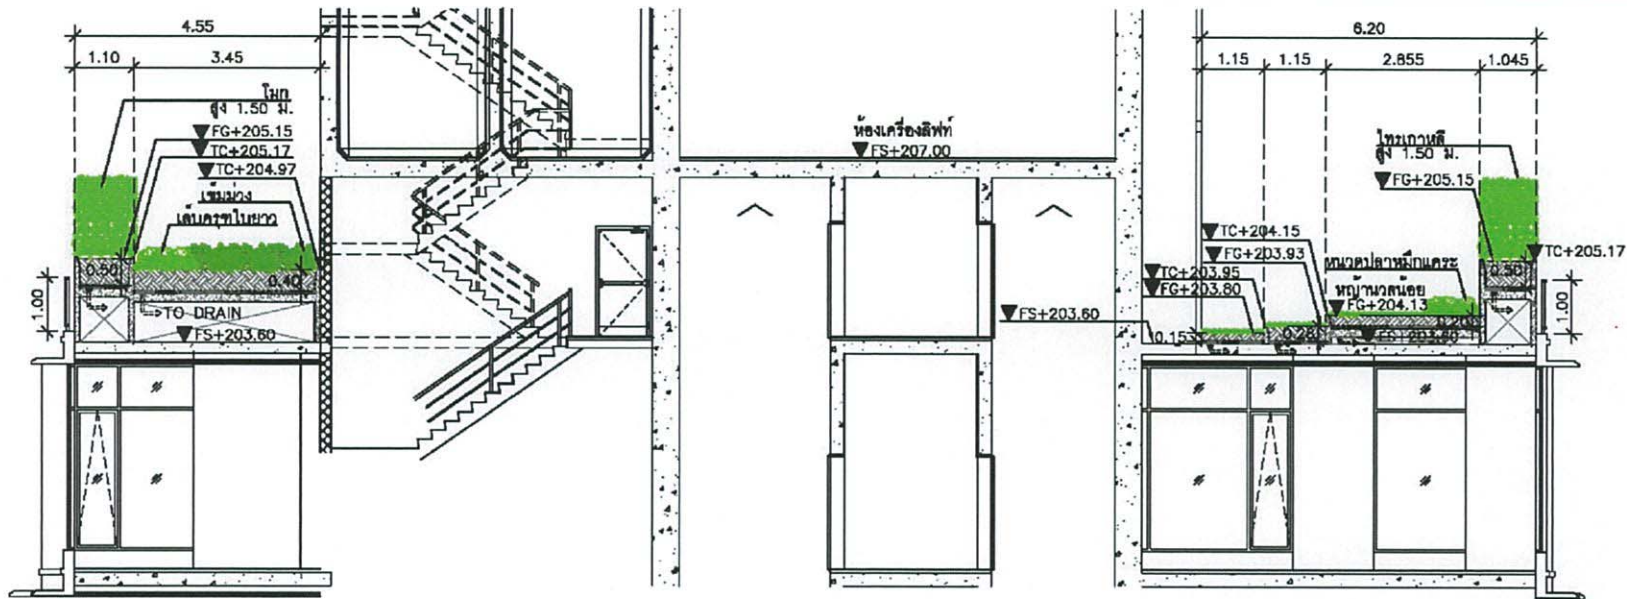 4.55
1.10
3.45
โมก
สูง 1.50 ม.
FG+205.15
TC+205.17
TC+204.97
เข็มม่วง
เล็บครุฑใบยาว
0.50
0.40
1.00
TO DRAIN
FS+203.60
ห้องเครื่องลิฟท์
FS+207.00
6.20
1.15
1.15
2.855
1.045
ไทรเกาหลี
สูง 1.50 ม.
FG+205.15
TC+204.15
FG+203.93
TC+203.95
FG+203.80
FS+203.60
หนวดปลาหมึกแคระ
หญ้านวลน้อย
FG+204.13
TC+205.17
0.50
1.00
0.20
0.15
0.28
FS+203.60